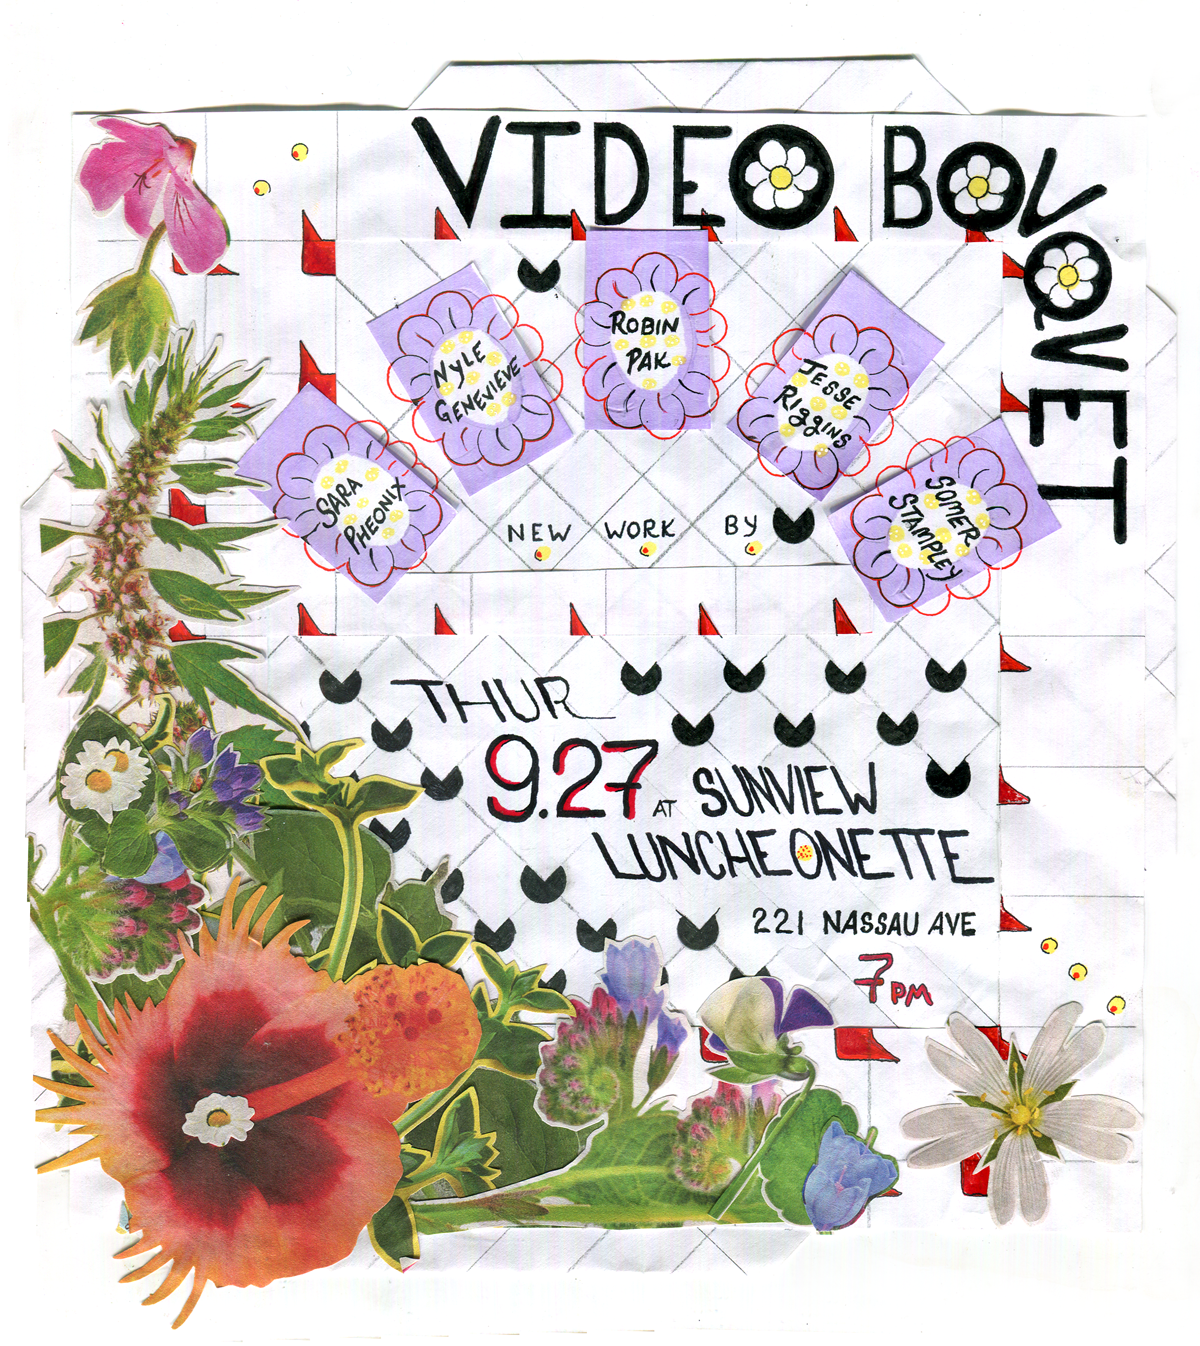 VIDEO BOUQUET
SARA
PHEONIX
NYLE
GENEVIEVE
ROBIN
PAK
JESSE
RIGGINS
SOMER
STAMPLEY
NEW WORK BY
THUR
9.27 AT SUNVIEW
LUNCHEONETTE
221 NASSAU AVE
7PM